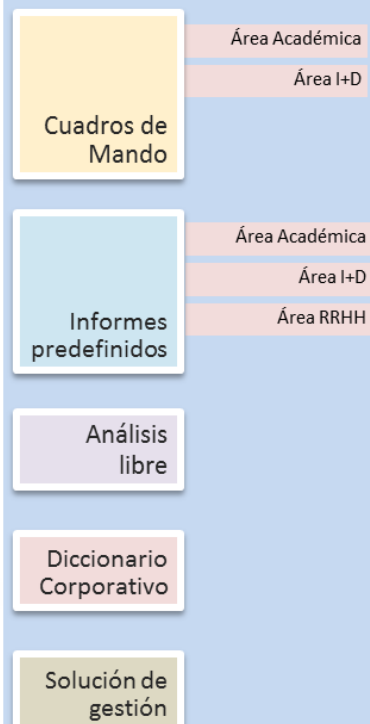 Cuadros de
Mando
Área Académica
Área I+D
Informes
predefinidos
Área Académica
Área I+D
Área RRHH
Análisis
libre
Diccionario
Corporativo
Solución de
gestión